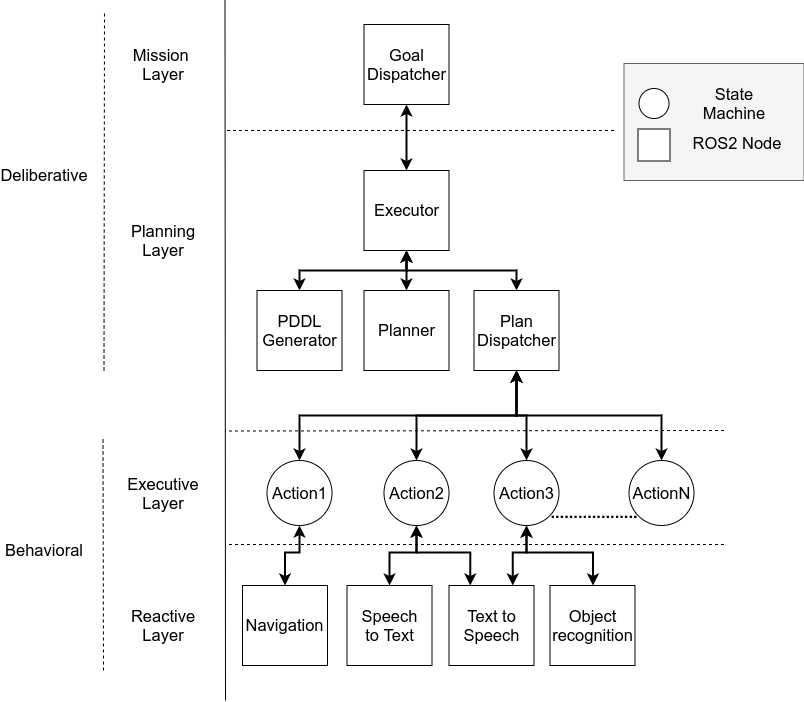 Mission
Layer
Goal
Dispatcher
State
Machine
ROS2 Node
Deliberative
Executor
Planning
Layer
PDDL
Generator
Planner
Plan
Dispatcher
Executive
Layer
Action1
Action2
Action3
ActionN
Behavioral
Reactive
Layer
Navigation
Speech
to Text
Text to
Speech
Object
recognition